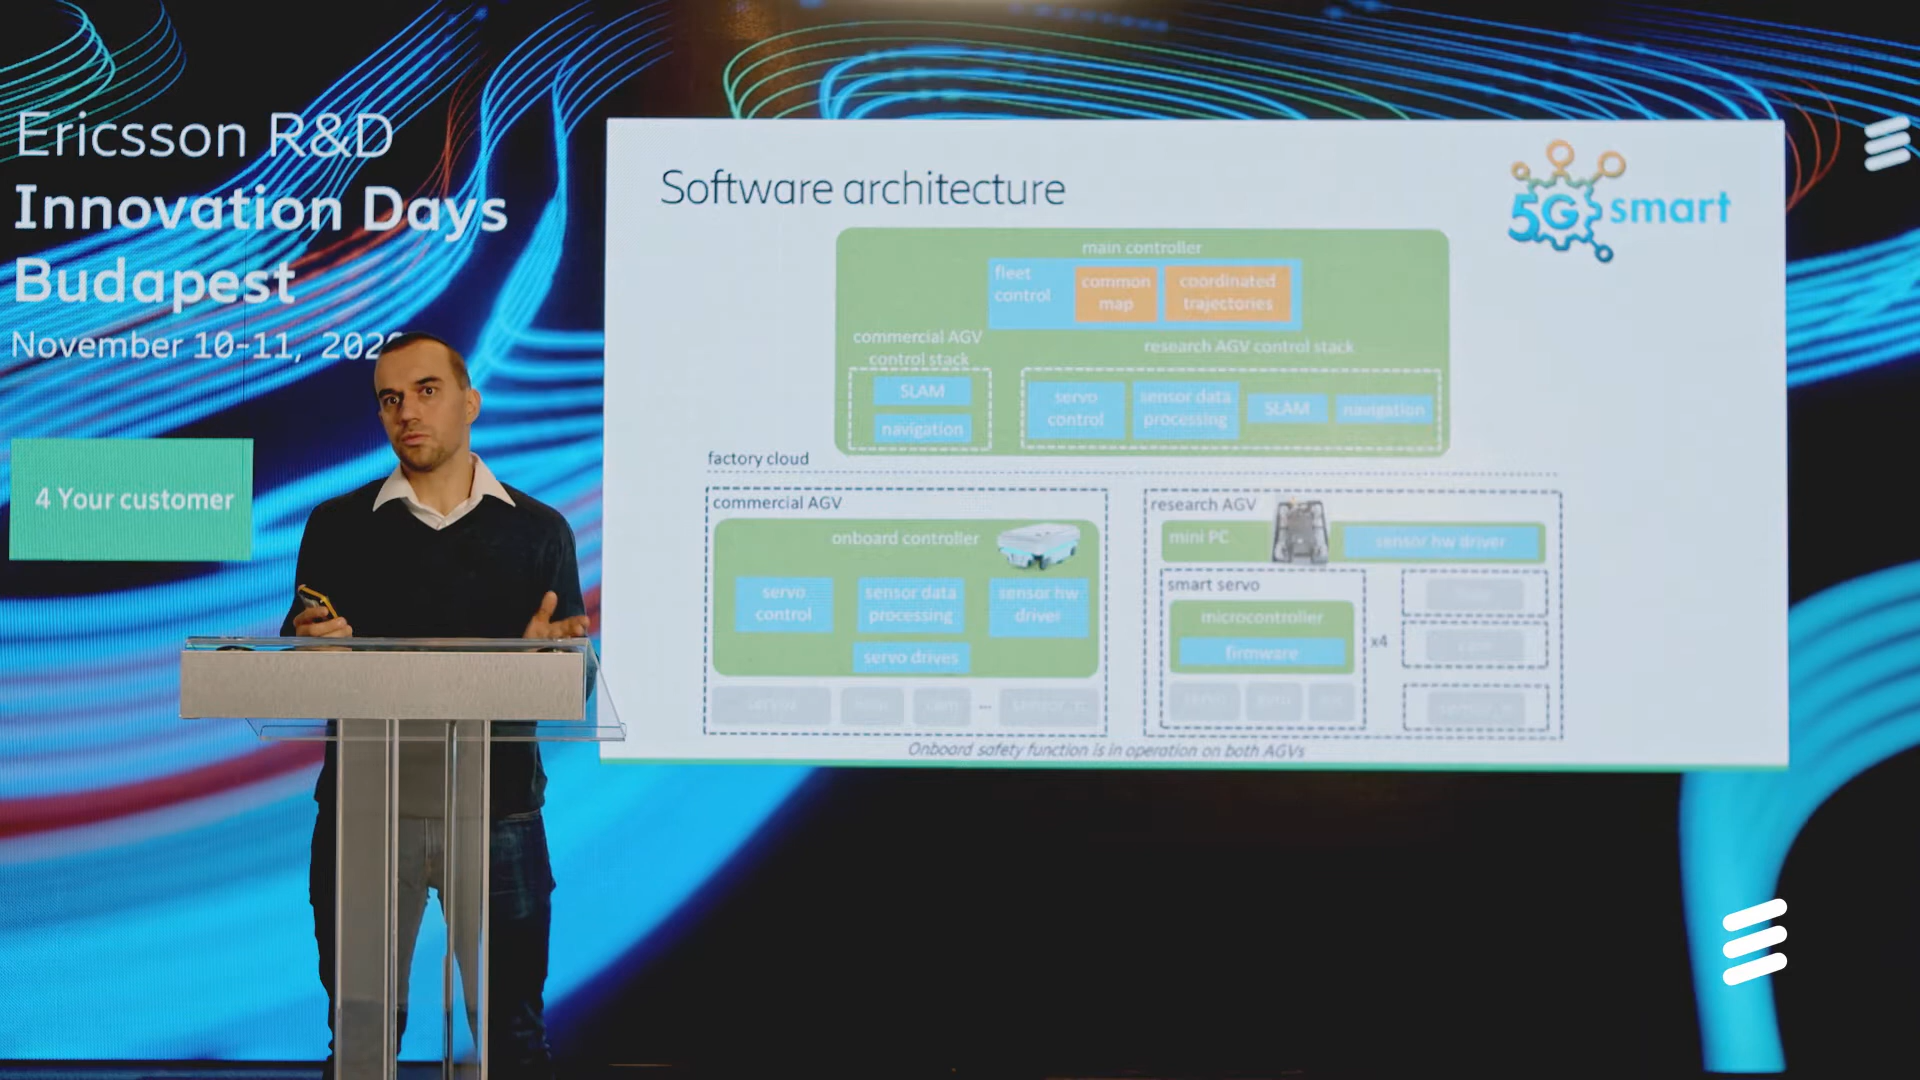 Ericsson R&D
Innovation Days
Budapest
November 10-11,
4 Your customer
Software architecture
5G smart
main controller
fleet
control
common
map
coordinated
trajectories
commercial AGV
control stack
SLAM
navigation
research AGV control stack
servo
control
sensor data
processing
SLAM
navigation
factory cloud
commercial AGV
onboard controller
servo
control
sensor data
processing
sensor hw
driver
servo drives
research AGV
mini PC
sensor hw driver
smart servo
microcontroller
firmware
x4
Onboard safety function is in operation on both AGVs